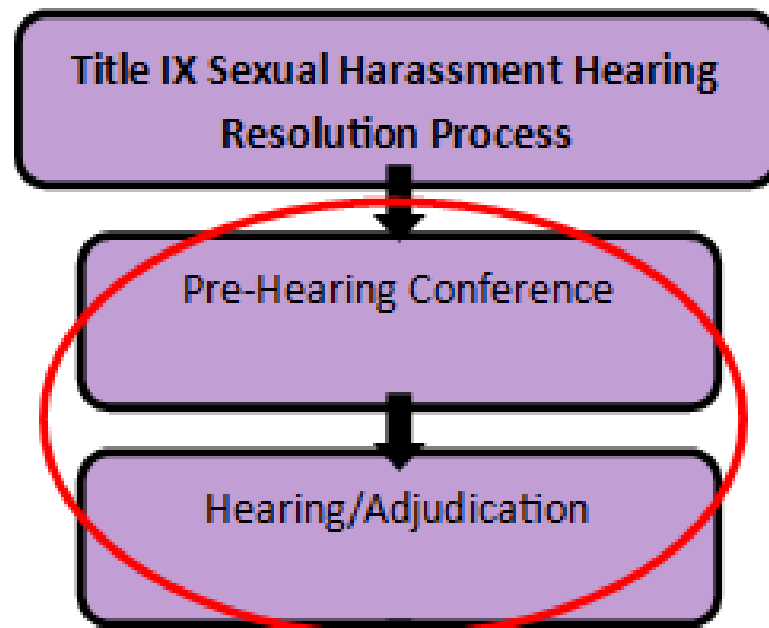 Title IX Sexual Harassment Hearing
Resolution Process
Pre-Hearing Conference
Hearing/Adjudication